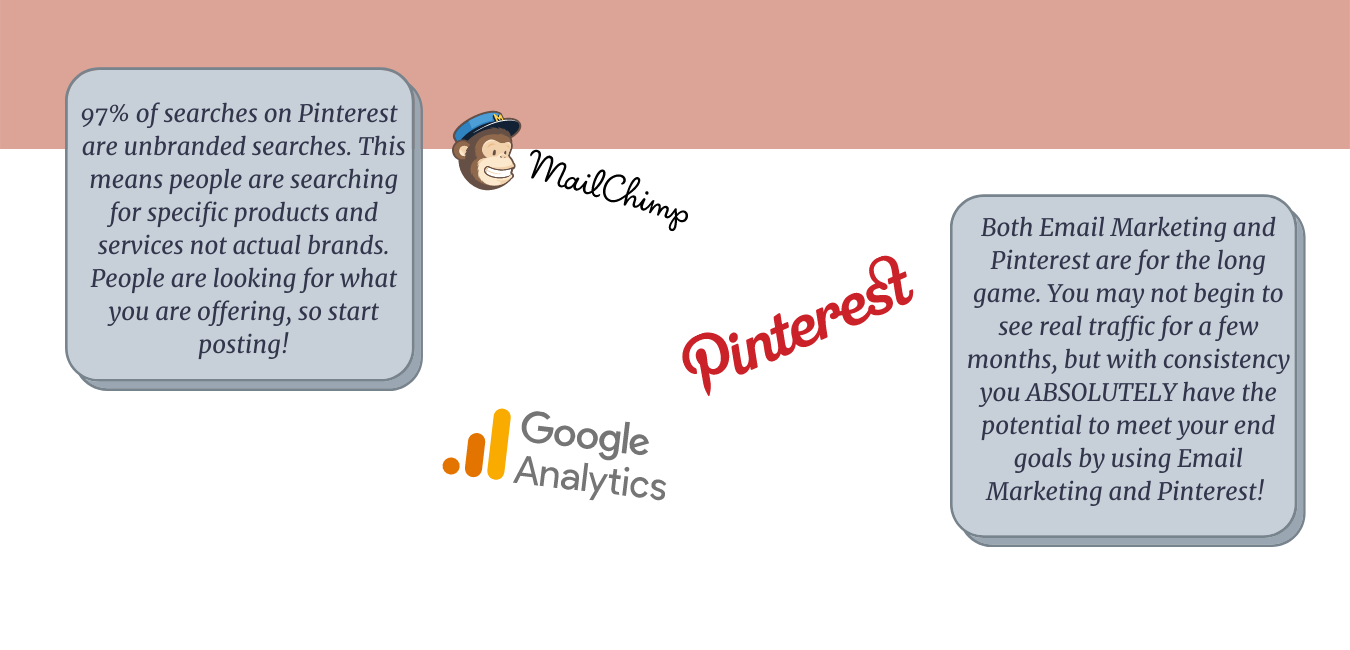 97% of searches on Pinterest
are unbranded searches. This
means people are searching
for specific products and
services not actual brands.
People are looking for what
you are offering, so start
posting!
MailChimp
Pinterest
Google
Analytics
Both Email Marketing and
Pinterest are for the long
game. You may not begin to
see real traffic for a few
months, but with consistency
you ABSOLUTELY have the
potential to meet your end
goals by using Email
Marketing and Pinterest!